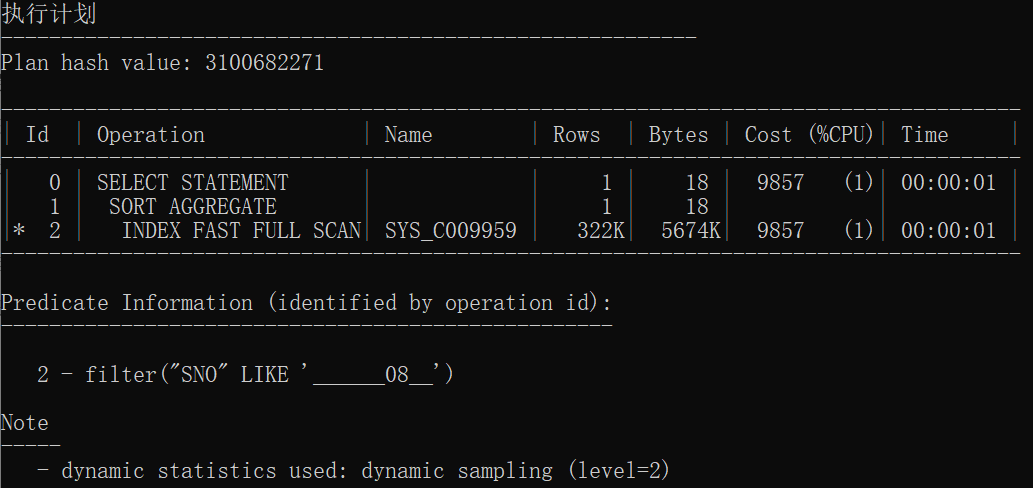 执行计划
----------------------------------------------------------
Plan hash value: 3100682271

-------------------------------------------------------------------------------------
| Id  | Operation             | Name        | Rows  | Bytes | Cost (%CPU)| Time     |
-------------------------------------------------------------------------------------
|   0 | SELECT STATEMENT      |             |     1 |    18 |  9857   (1)| 00:00:01 |
|   1 |  SORT AGGREGATE       |             |     1 |    18 |            |          |
|*  2 |   INDEX FAST FULL SCAN| SYS_C009959 |   322K|  5674K|  9857   (1)| 00:00:01 |
-------------------------------------------------------------------------------------

Predicate Information (identified by operation id):
---------------------------------------------------

   2 - filter("SNO" LIKE '______08__')

Note
-----
   - dynamic statistics used: dynamic sampling (level=2)